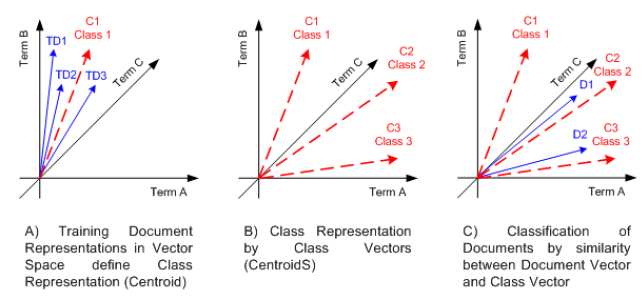 C1
Class 1
TD1
TD2
TD3
Term B
Term C
Term A
A) Training Document
Representations in Vector
Space define Class
Representation (Centroid)
C1
Class 1
C2
Class 2
C3
Class 3
Term B
Term C
Term A
B) Class Representation
by Class Vectors
(CentroidS)
C1
Class 1
C2
Class 2
D1
D2
C3
Class 3
Term B
Term C
Term A
C) Classification of
Documents by similarity
between Document Vector
and Class Vector